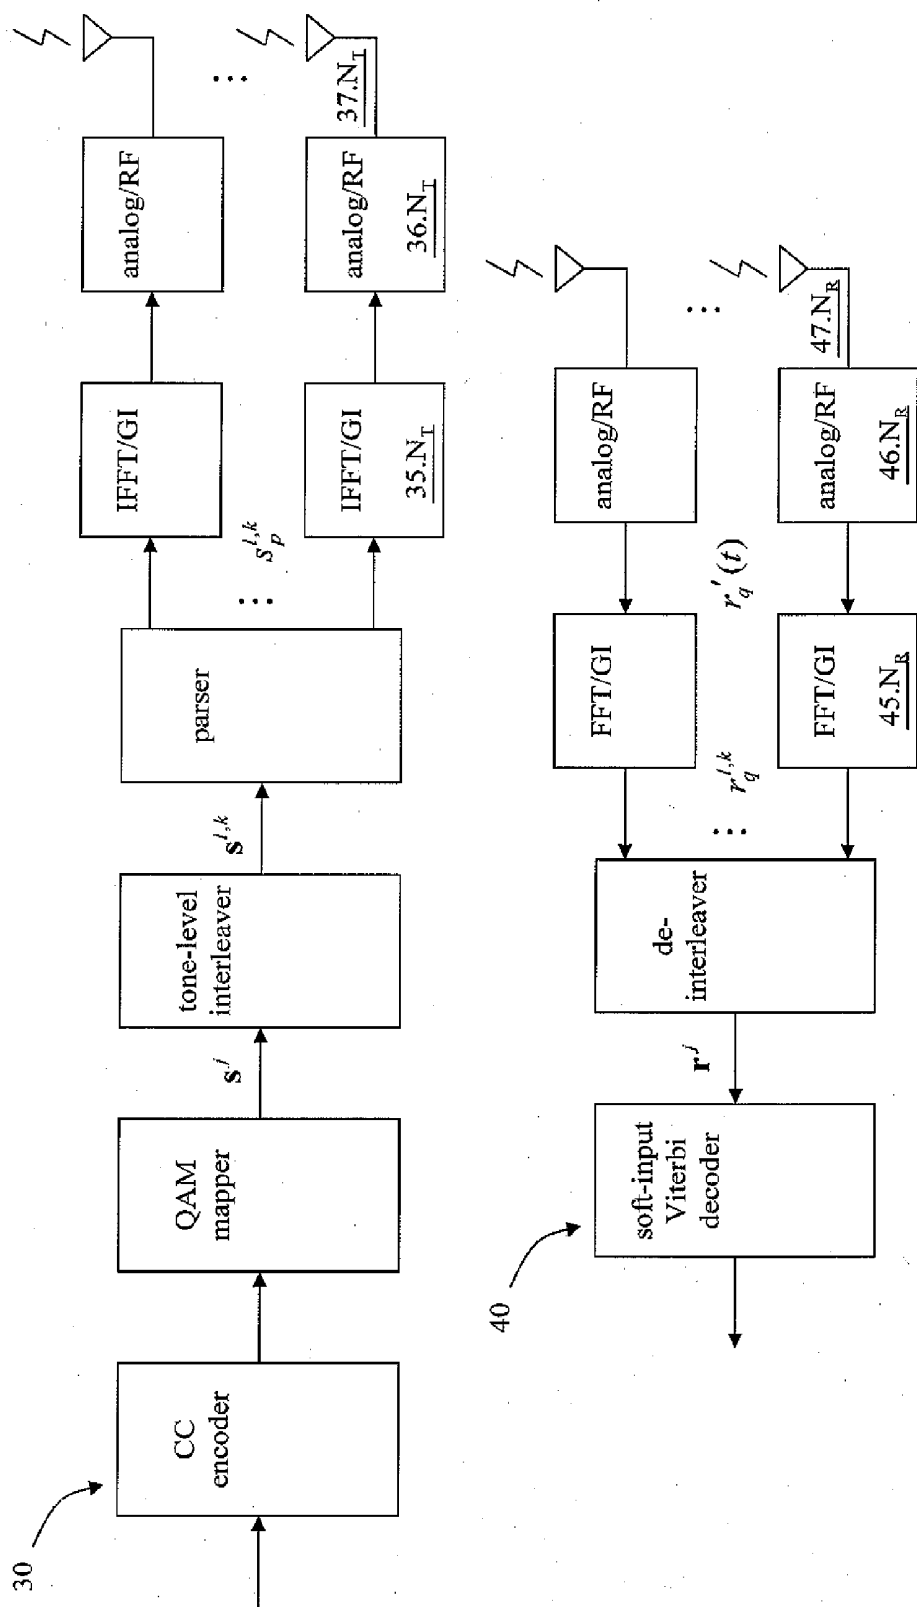 30
CC
encoder
QAM
mapper
s^j
tone-level
interleaver
s^{l,k}
parser
...
s_p^{l,k}
IFFT/GI
analog/RF
...
IFFT/GI
35.N_T
analog/RF
36.N_T
37.N_T
40
soft-input
Viterbi
decoder
r^j
de-
interleaver
...
r_q^{l,k}
FFT/GI
r_q'(t)
analog/RF
...
FFT/GI
45.N_R
analog/RF
46.N_R
47.N_R